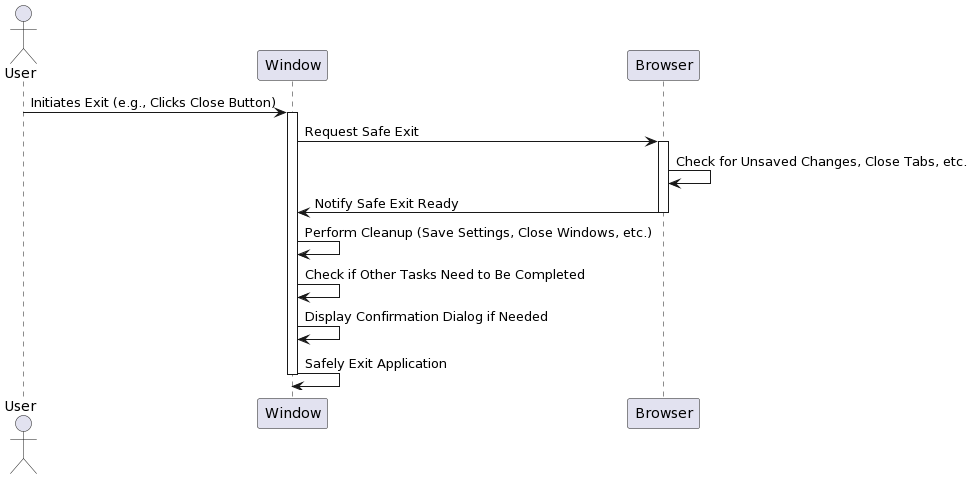 User
Window
Browser
Initiates Exit (e.g., Clicks Close Button)
Request Safe Exit
Check for Unsaved Changes, Close Tabs, etc.
Notify Safe Exit Ready
Perform Cleanup (Save Settings, Close Windows, etc.)
Check if Other Tasks Need to Be Completed
Display Confirmation Dialog if Needed
Safely Exit Application
User
Window
Browser